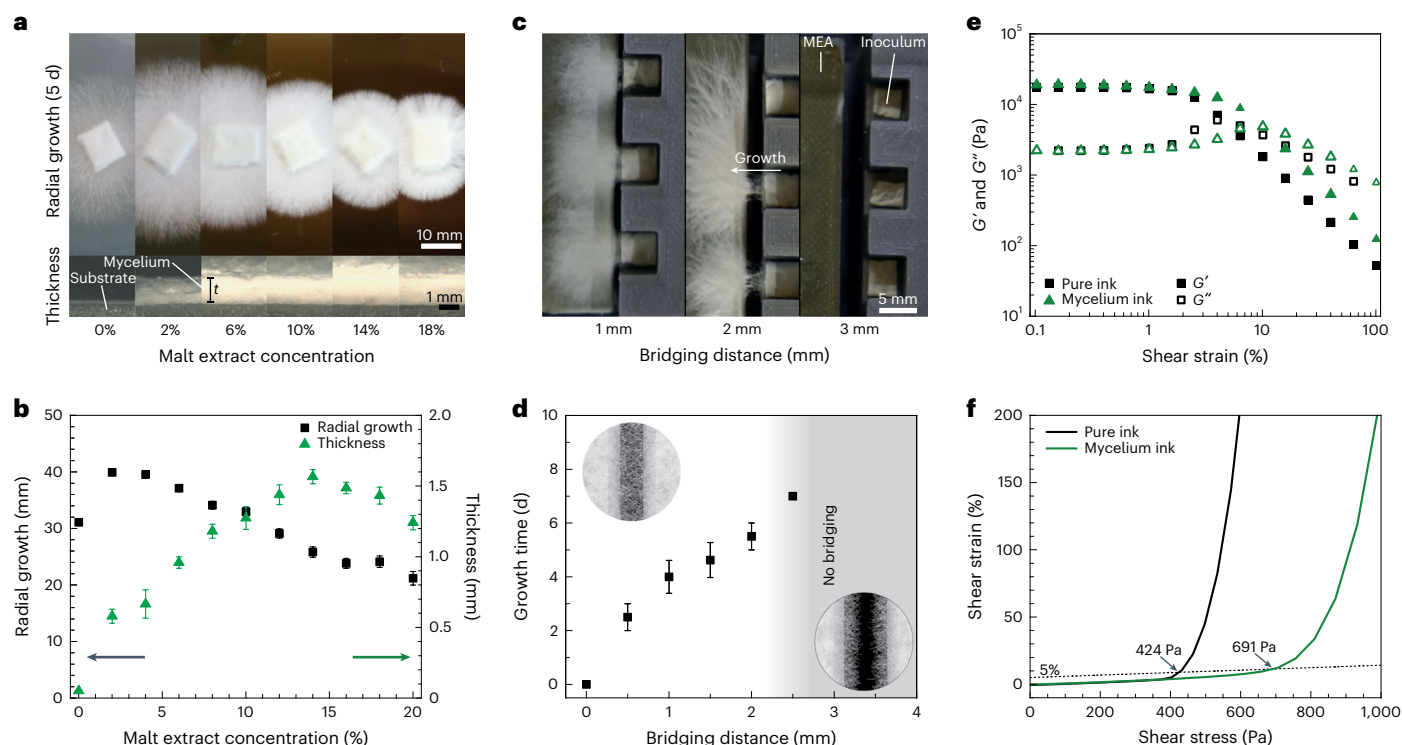 a
Radial growth (5 d)
10 mm
Thickness
Mycelium
Substrate
t
1 mm
0% 2% 6% 10% 14% 18%
Malt extract concentration
c
MEA
Inoculum
Growth
5 mm
1 mm 2 mm 3 mm
Bridging distance (mm)
e
G′ and G″ (Pa)
10⁵
10⁴
10³
10²
10¹
Pure ink
Mycelium ink
G′
G″
0.1 1 10 100
Shear strain (%)
b
Radial growth (mm)
50
40
30
20
10
0
Radial growth
Thickness
2.0
1.5
1.0
0.5
0
Thickness (mm)
0 5 10 15 20
Malt extract concentration (%)
d
Growth time (d)
10
8
6
4
2
0
No bridging
0 1 2 3 4
Bridging distance (mm)
f
Shear strain (%)
200
150
100
50
0
Pure ink
Mycelium ink
424 Pa
691 Pa
5%
0 200 400 600 800 1,000
Shear stress (Pa)